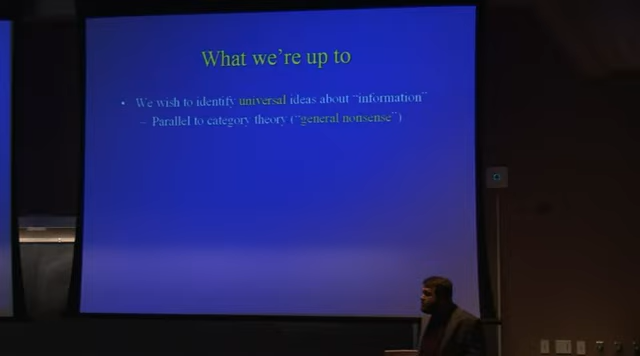 What we're up to
• We wish to identify universal ideas about "information"
– Parallel to category theory ("general nonsense")